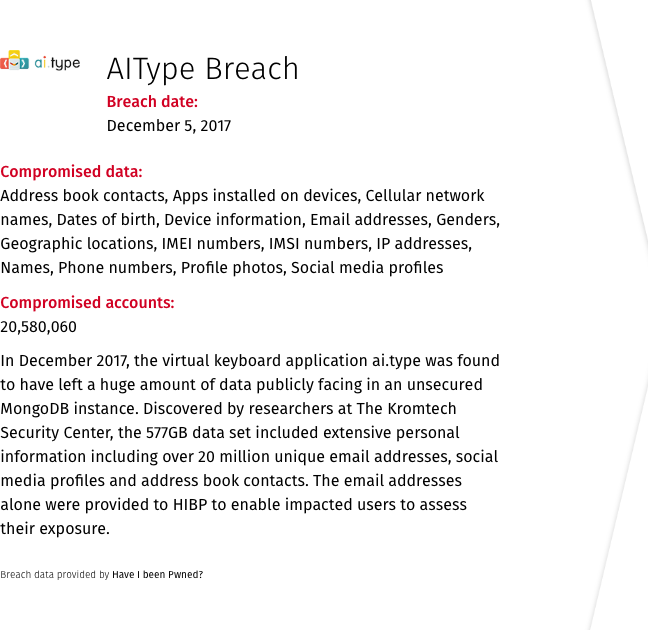 ai.type
AIType Breach
Breach date:
December 5, 2017
Compromised data:
Address book contacts, Apps installed on devices, Cellular network
names, Dates of birth, Device information, Email addresses, Genders,
Geographic locations, IMEI numbers, IMSI numbers, IP addresses,
Names, Phone numbers, Profile photos, Social media profiles
Compromised accounts:
20,580,060
In December 2017, the virtual keyboard application ai.type was found
to have left a huge amount of data publicly facing in an unsecured
MongoDB instance. Discovered by researchers at The Kromtech
Security Center, the 577GB data set included extensive personal
information including over 20 million unique email addresses, social
media profiles and address book contacts. The email addresses
alone were provided to HIBP to enable impacted users to assess
their exposure.
Breach data provided by Have I been Pwned?